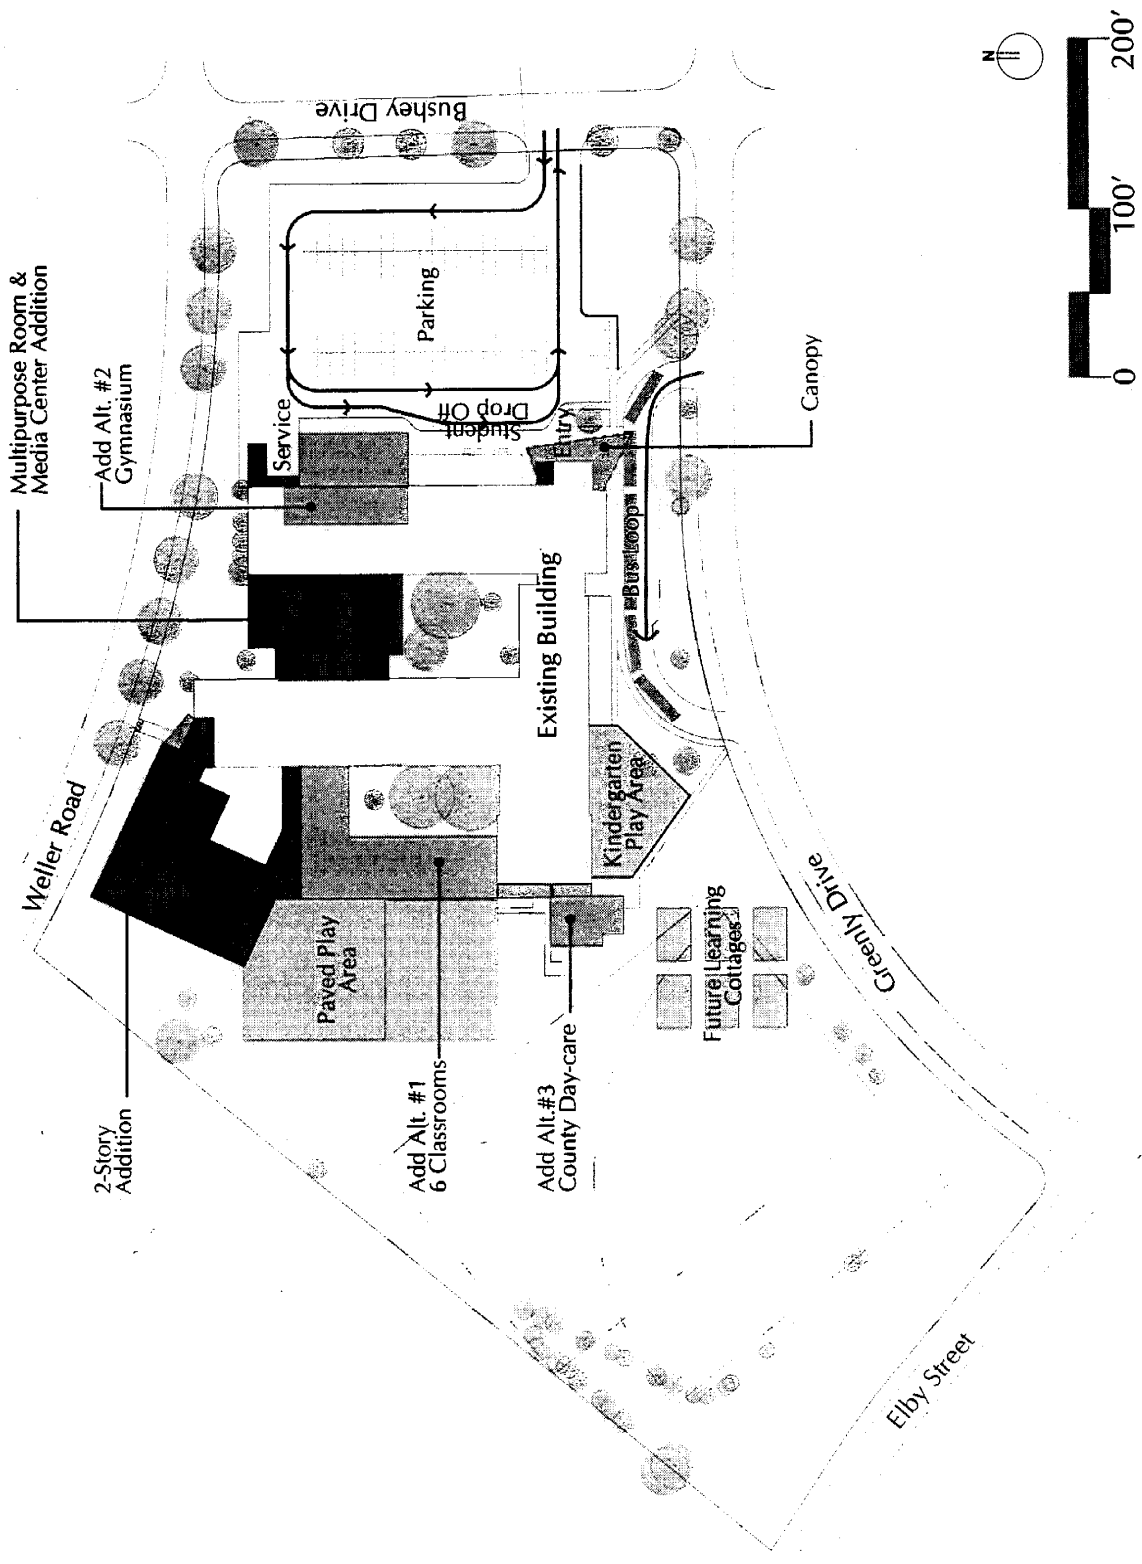 Multipurpose Room &
Media Center Addition
Add Alt. #2
Gymnasium
Weller Road
Bushey Drive
Service
Parking
Student
Drop Off
Entry
Canopy
Bus Loop
Existing Building
Kindergarten
Play Area
2-Story
Addition
Paved Play
Area
Add Alt. #1
6 Classrooms
Add Alt.#3
County Day-care
Future Learning
Cottages
Greenly Drive
Elby Street
N
0
100'
200'